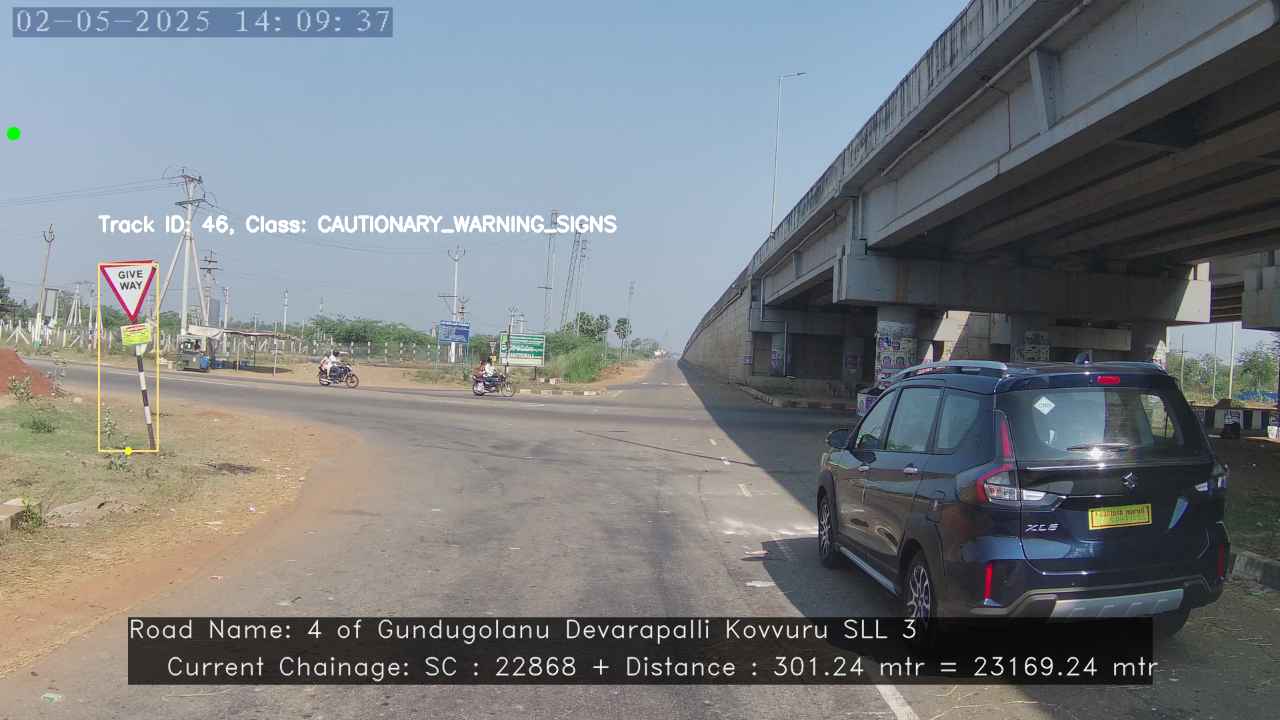 02-05-2025 14:09:37
Track ID: 46, Class: CAUTIONARY_WARNING_SIGNS
GIVE
WAY
XL6
Road Name: 4 of Gundugolanu Devarapalli Kovvuru SLL 3
Current Chainage: SC : 22868 + Distance : 301.24 mtr = 23169.24 mtr